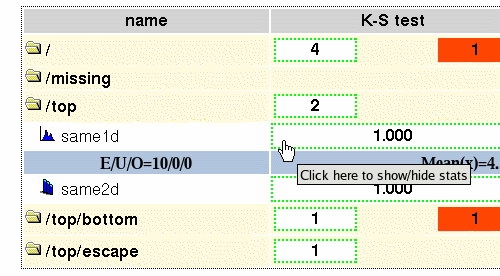 name K-S test
/ 4 1
/missing
/top 2
same1d 1.000
E/U/O=10/0/0 Mean(x)=4.
Click here to show/hide stats
same2d 1.000
/top/bottom 1 1
/top/escape 1